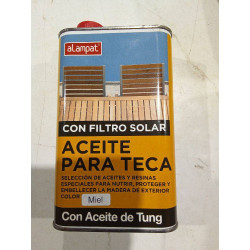 alampat
CON FILTRO SOLAR
ACEITE
PARA TECA
SELECCIÓN DE ACEITES Y RESINAS
ESPECIALES PARA NUTRIR, PROTEGER Y
EMBELLECER LA MADERA DE EXTERIOR
COLOR Miel
Con Aceite de Tung